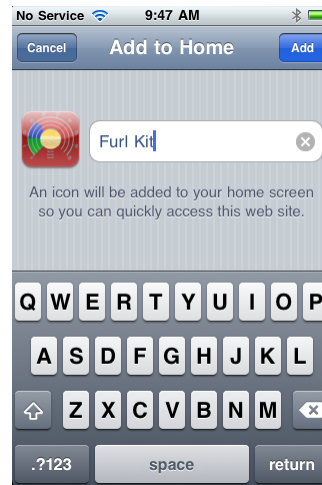 No Service 9:47 AM
Cancel Add to Home Add
Furl Kit
An icon will be added to your home screen
so you can quickly access this web site.
Q W E R T Y U I O P
A S D F G H J K L
Z X C V B N M
.?123 space return